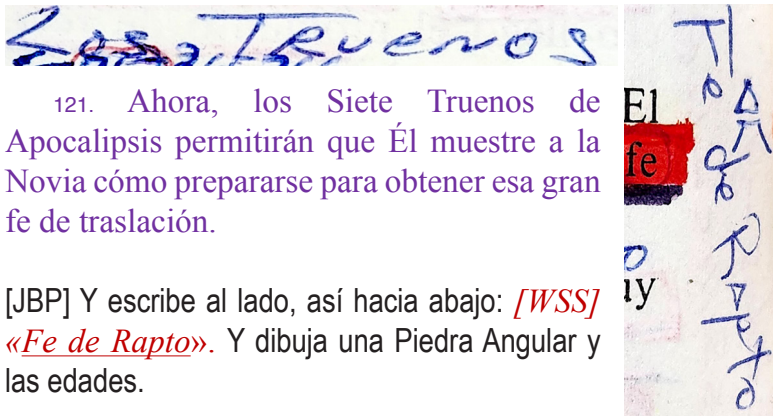 Los Truenos
121. Ahora, los Siete Truenos de
Apocalipsis permitirán que Él muestre a la
Novia cómo prepararse para obtener esa gran
fe de traslación.
[JBP] Y escribe al lado, así hacia abajo: [WSS]
«Fe de Rapto». Y dibuja una Piedra Angular y
las edades.
El
fe
uy
Fe de Rapto